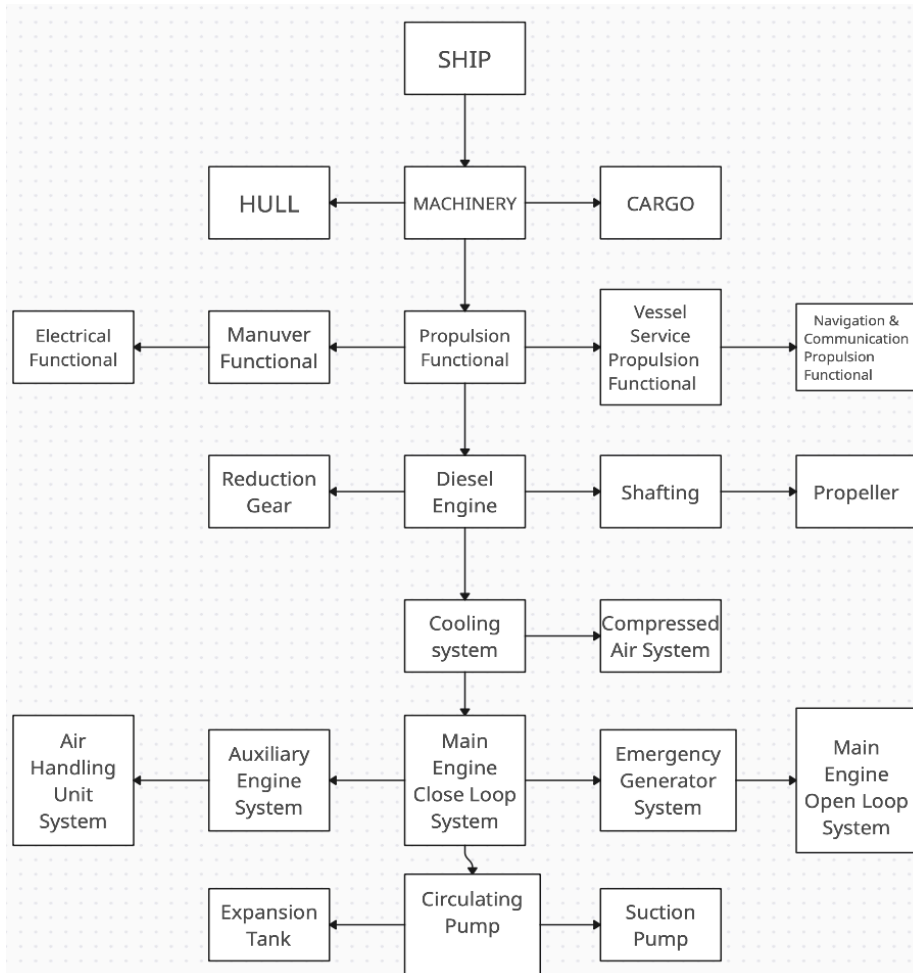 SHIP
HULL
MACHINERY
CARGO
Electrical
Functional
Manuver
Functional
Propulsion
Functional
Vessel
Service
Propulsion
Functional
Navigation &
Communication
Propulsion
Functional
Reduction
Gear
Diesel
Engine
Shafting
Propeller
Cooling
system
Compressed
Air System
Air
Handling
Unit
System
Auxiliary
Engine
System
Main
Engine
Close Loop
System
Emergency
Generator
System
Main
Engine
Open Loop
System
Expansion
Tank
Circulating
Pump
Suction
Pump